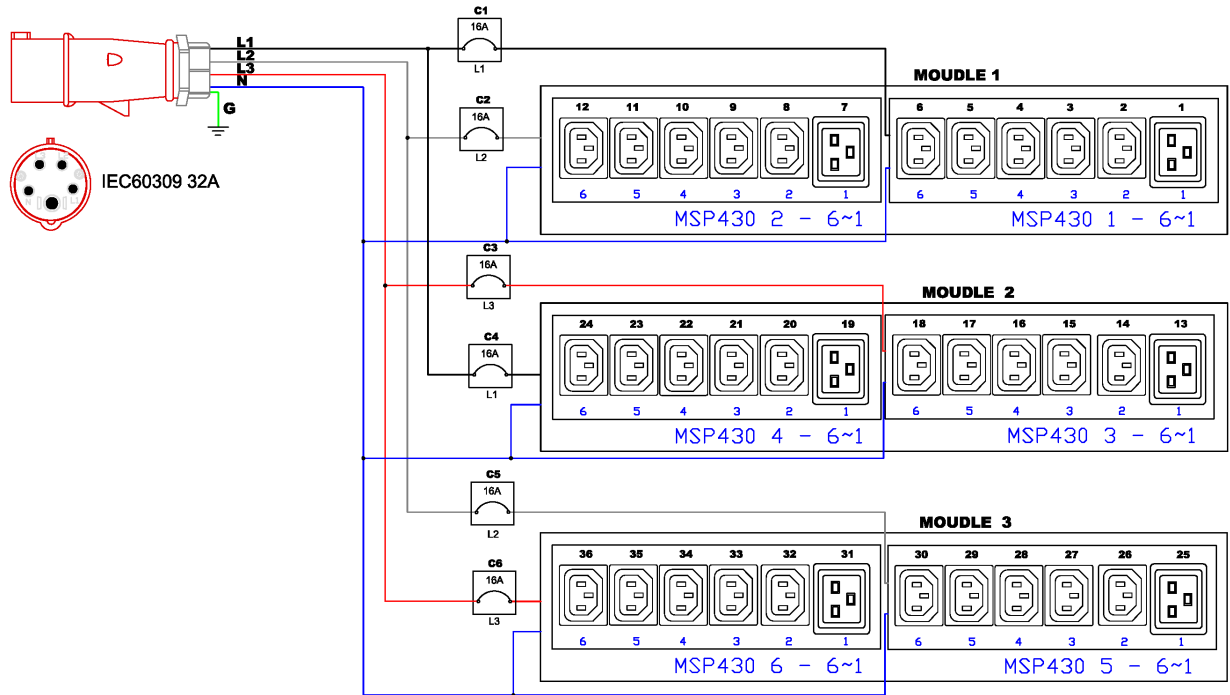 C1
16A
L1
L1
L2
L3
N
G
IEC60309 32A
N
L1
C2
16A
L2
MOUDLE 1
12 11 10 9 8 7 6 5 4 3 2 1
6 5 4 3 2 1 6 5 4 3 2 1
MSP430 2 - 6~1 MSP430 1 - 6~1
C3
16A
L3
MOUDLE 2
C4
16A
L1
24 23 22 21 20 19 18 17 16 15 14 13
6 5 4 3 2 1 6 5 4 3 2 1
MSP430 4 - 6~1 MSP430 3 - 6~1
C5
16A
L2
MOUDLE 3
C6
16A
L3
36 35 34 33 32 31 30 29 28 27 26 25
6 5 4 3 2 1 6 5 4 3 2 1
MSP430 6 - 6~1 MSP430 5 - 6~1